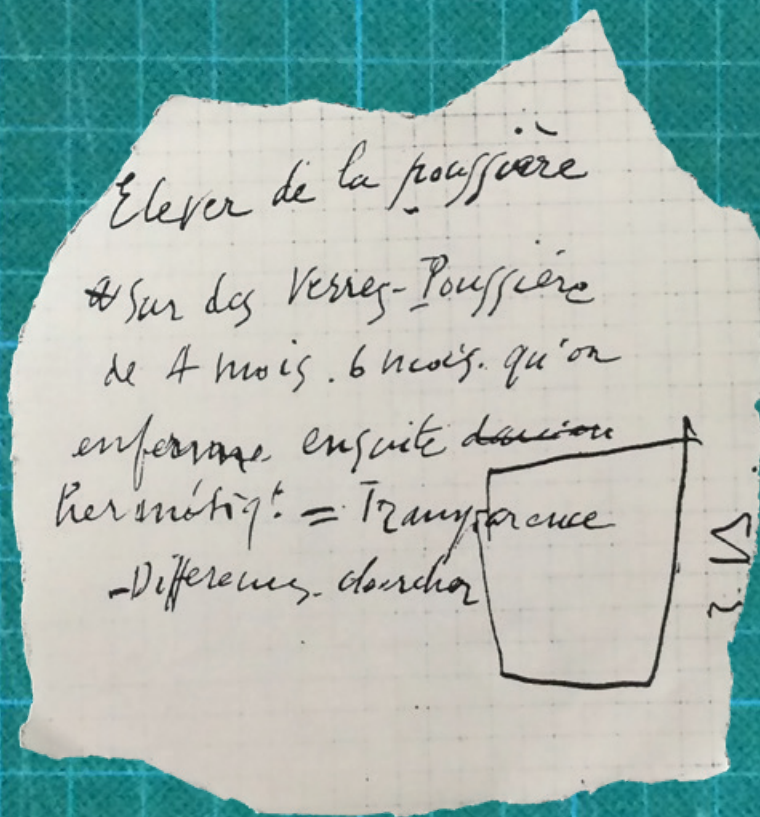 Elever de la poussière
Sur des Verres-Poussière
de 4 mois. 6 mois. qu'on
enferme ensuite
hermétiqt. = Transparence
-Differences. chercher